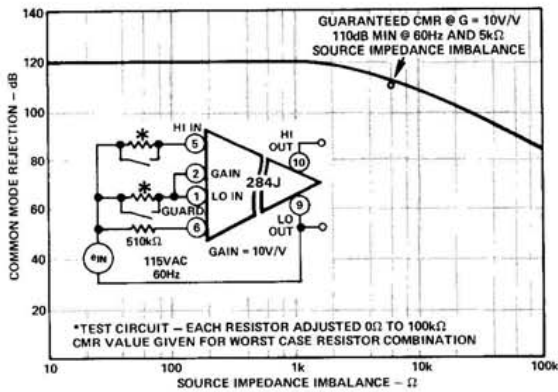 140
120
100
80
60
40
20
COMMON MODE REJECTION – dB
GUARANTEED CMR @ G = 10V/V
110dB MIN @ 60Hz AND 5kΩ
SOURCE IMPEDANCE IMBALANCE
*
HI IN
5
GAIN
2
*
1
LO IN
GUARD
6
510kΩ
284J
HI
OUT
10
9
LO
OUT
GAIN = 10V/V
eIN
115VAC
60Hz
*TEST CIRCUIT – EACH RESISTOR ADJUSTED 0Ω TO 100kΩ
CMR VALUE GIVEN FOR WORST CASE RESISTOR COMBINATION
10 100 1k 10k 100k
SOURCE IMPEDANCE IMBALANCE – Ω